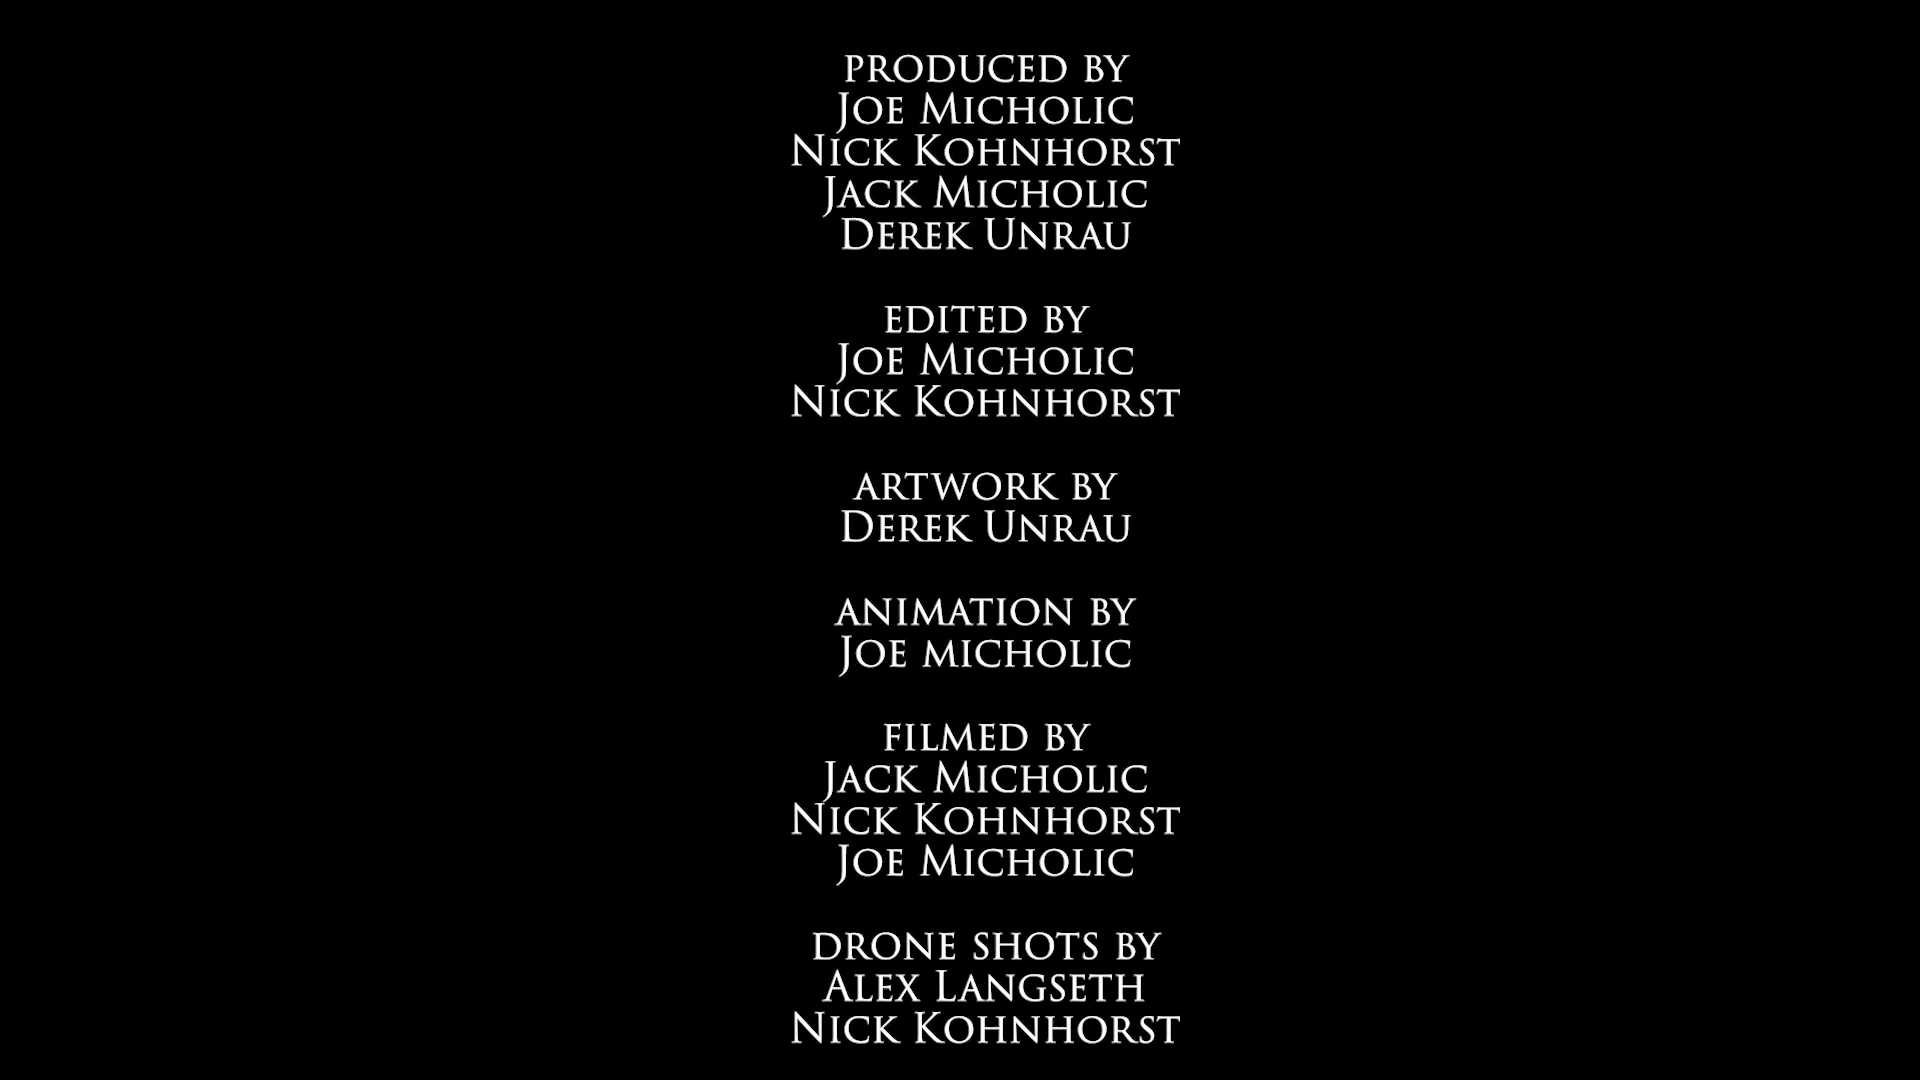 PRODUCED BY
JOE MICHOLIC
NICK KOHNHORST
JACK MICHOLIC
DEREK UNRAU
EDITED BY
JOE MICHOLIC
NICK KOHNHORST
ARTWORK BY
DEREK UNRAU
ANIMATION BY
JOE MICHOLIC
FILMED BY
JACK MICHOLIC
NICK KOHNHORST
JOE MICHOLIC
DRONE SHOTS BY
ALEX LANGSETH
NICK KOHNHORST